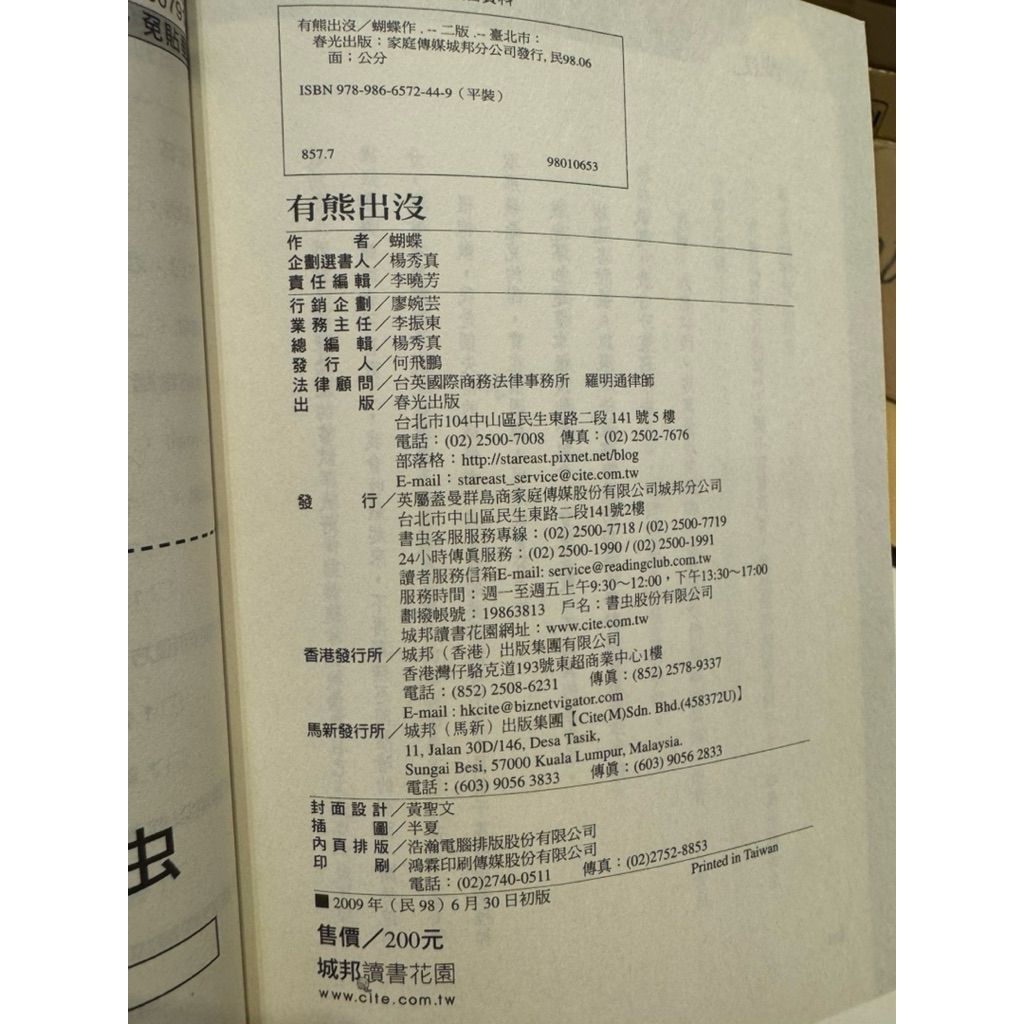 有熊出沒／蝴蝶作．-- 二版．-- 臺北市：
春光出版：家庭傳媒城邦分公司發行, 民98.06
面；公分
ISBN 978-986-6572-44-9（平裝）
857.7
98010653
有熊出沒
作者／蝴蝶
企劃選書人／楊秀真
責任編輯／李曉芳
行銷企劃／廖婉芸
業務主任／李振東
總編輯／楊秀真
發行人／何飛鵬
法律顧問／台英國際商務法律事務所　羅明通律師
出版／春光出版
台北市104中山區民生東路二段 141 號 5 樓
電話：(02) 2500-7008　傳真：(02) 2502-7676
部落格：http://stareast.pixnet.net/blog
E-mail：stareast_service@cite.com.tw
發行／英屬蓋曼群島商家庭傳媒股份有限公司城邦分公司
台北市中山區民生東路二段141號2樓
書虫客服服務專線：(02) 2500-7718 / (02) 2500-7719
24小時傳真服務：(02) 2500-1990 / (02) 2500-1991
讀者服務信箱E-mail: service@readingclub.com.tw
服務時間：週一至週五上午9:30～12:00，下午13:30～17:00
劃撥帳號：19863813　戶名：書虫股份有限公司
城邦讀書花園網址：www.cite.com.tw
香港發行所／城邦（香港）出版集團有限公司
香港灣仔駱克道193號東超商業中心1樓
電話：(852) 2508-6231　傳真：(852) 2578-9337
E-mail : hkcite@biznetvigator.com
馬新發行所／城邦（馬新）出版集團【Cite(M)Sdn. Bhd.(458372U)】
11, Jalan 30D/146, Desa Tasik,
Sungai Besi, 57000 Kuala Lumpur, Malaysia.
電話：(603) 9056 3833　傳真：(603) 9056 2833
封面設計／黃聖文
插圖／半夏
內頁排版／浩瀚電腦排版股份有限公司
印刷／鴻霖印刷傳媒股份有限公司
電話：(02)2740-0511　傳真：(02)2752-8853
Printed in Taiwan
■ 2009 年（民 98）6 月 30 日初版
售價／200元
城邦讀書花園
www.cite.com.tw
免貼
虫